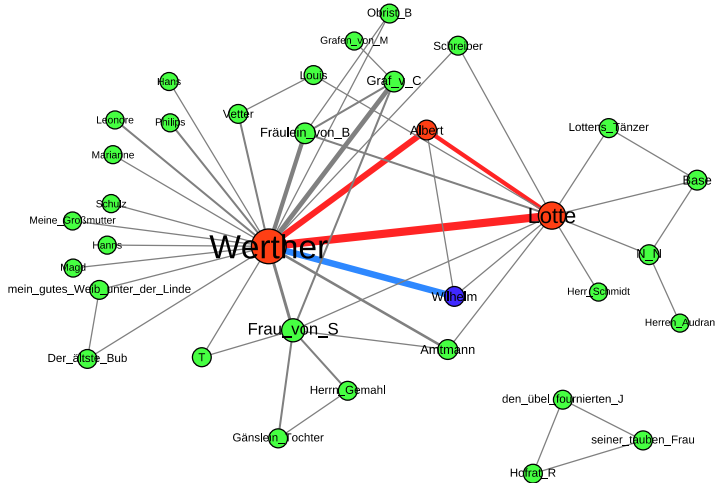 Obrist_B
Grafen_von_M
Schreiber
Louis
Graf_v_C
Hans
Vetter
Leonore
Philips
Fräulein_von_B
Albert
Lottens_Tänzer
Marianne
Base
Schulz
Meine_Großmutter
Lotte
Werther
Hanns
N_N
Magd
mein_gutes_Weib_unter_der_Linde
Herr_Schmidt
Wilhelm
Herren_Audran
Frau_von_S
Der_älteste_Bub
T
Amtmann
Herrn_Gemahl
den_übel_fournierten_J
Gänslein_Tochter
seiner_tauben_Frau
Hofrat_R